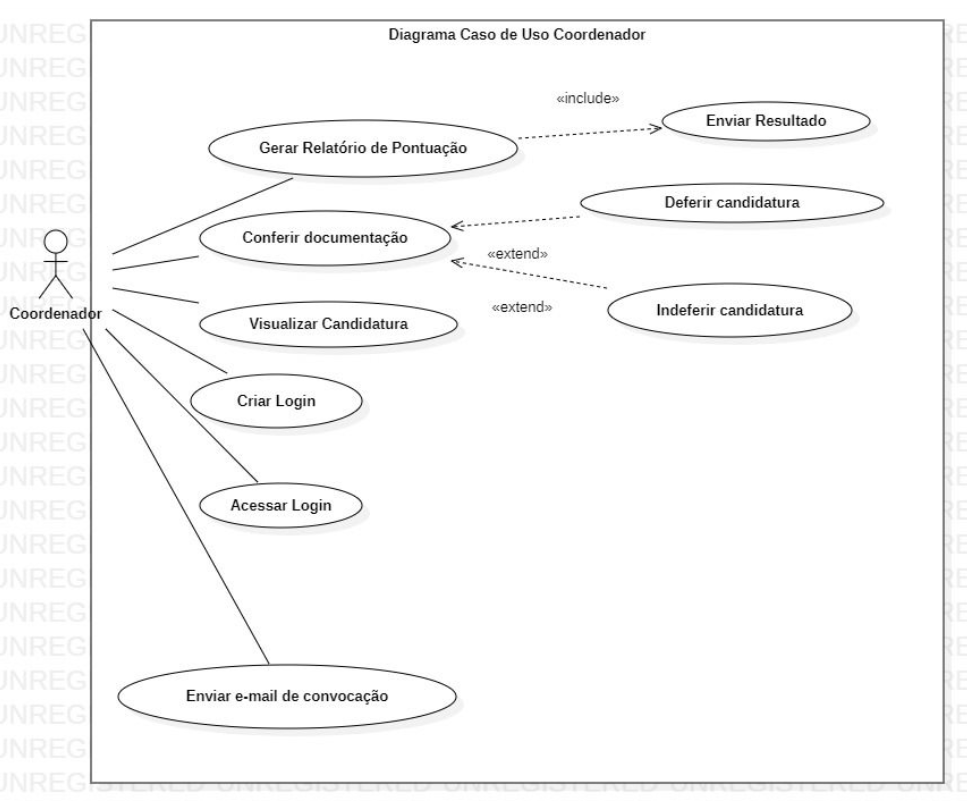 Diagrama Caso de Uso Coordenador
«include»
Enviar Resultado
Gerar Relatório de Pontuação
Deferir candidatura
Conferir documentação
«extend»
Coordenador
«extend»
Indeferir candidatura
Visualizar Candidatura
Criar Login
Acessar Login
Enviar e-mail de convocação